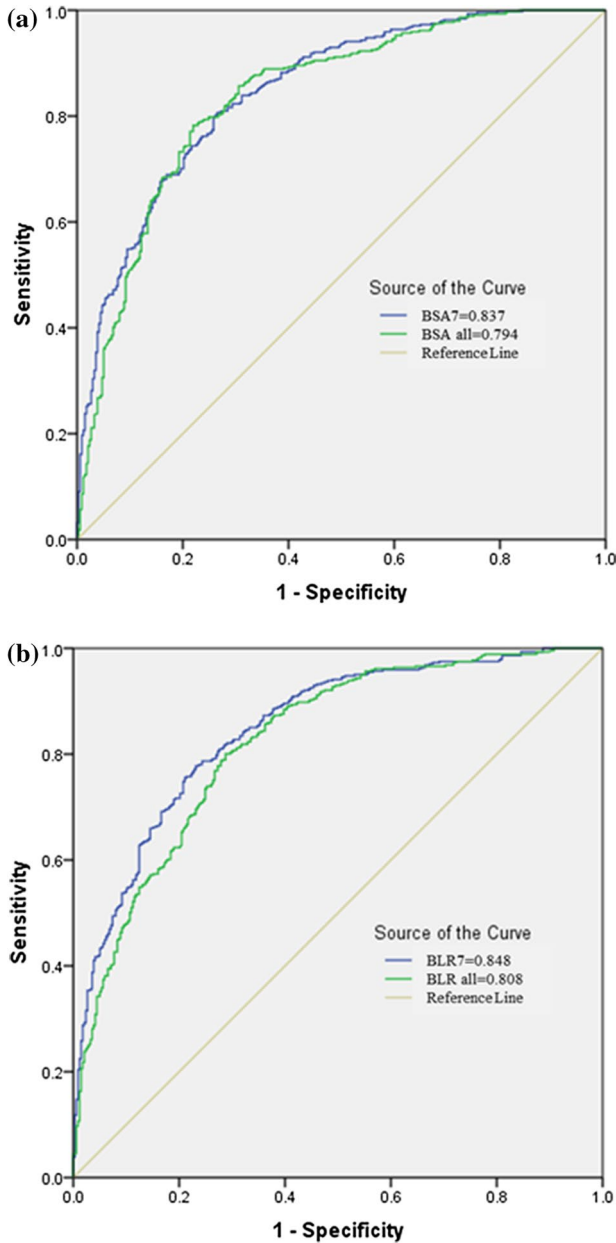 (a)
1.0
0.8
0.6
0.4
0.2
0.0
Sensitivity
Source of the Curve
BSA7=0.837
BSA all=0.794
Reference Line
0.0 0.2 0.4 0.6 0.8 1.0
1 - Specificity
(b)
1.0
0.8
0.6
0.4
0.2
0.0
Sensitivity
Source of the Curve
BLR7=0.848
BLR all=0.808
Reference Line
0.0 0.2 0.4 0.6 0.8 1.0
1 - Specificity